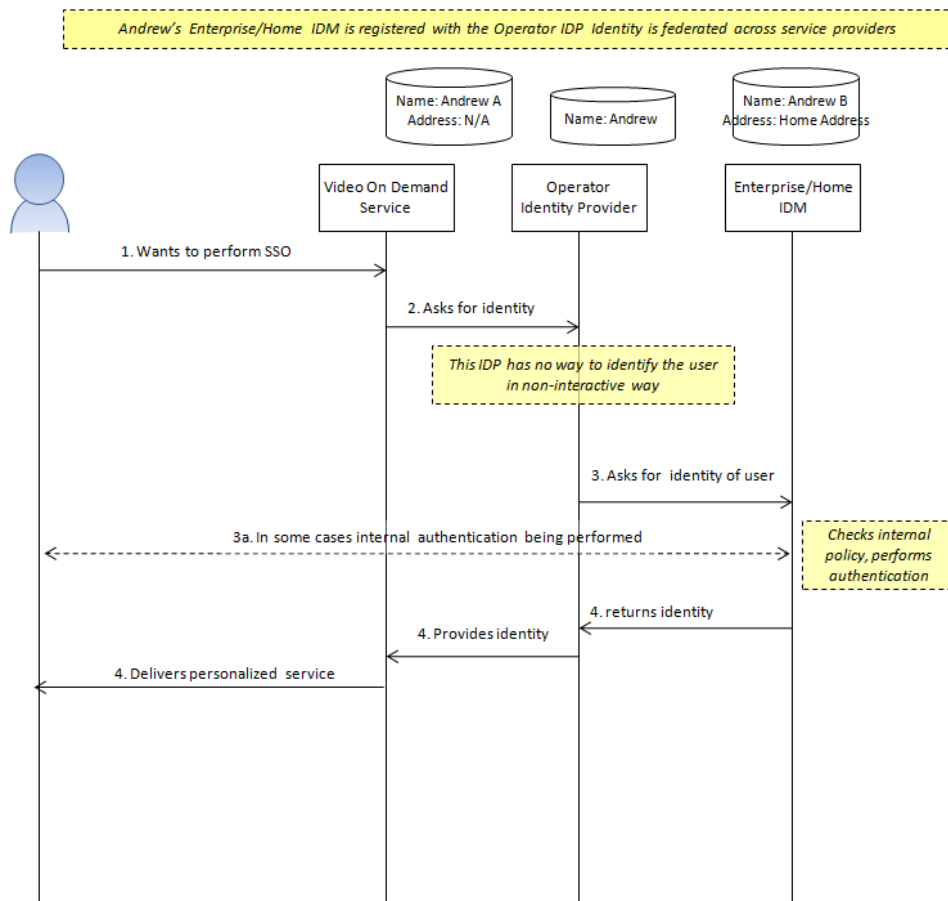 Andrew's Enterprise/Home IDM is registered with the Operator IDP Identity is federated across service providers
Name: Andrew A
Address: N/A
Name: Andrew
Name: Andrew B
Address: Home Address
Video On Demand
Service
Operator
Identity Provider
Enterprise/Home
IDM
1. Wants to perform SSO
2. Asks for identity
This IDP has no way to identify the user
in non-interactive way
3. Asks for identity of user
3a. In some cases internal authentication being performed
Checks internal
policy, performs
authentication
4. returns identity
4. Provides identity
4. Delivers personalized service